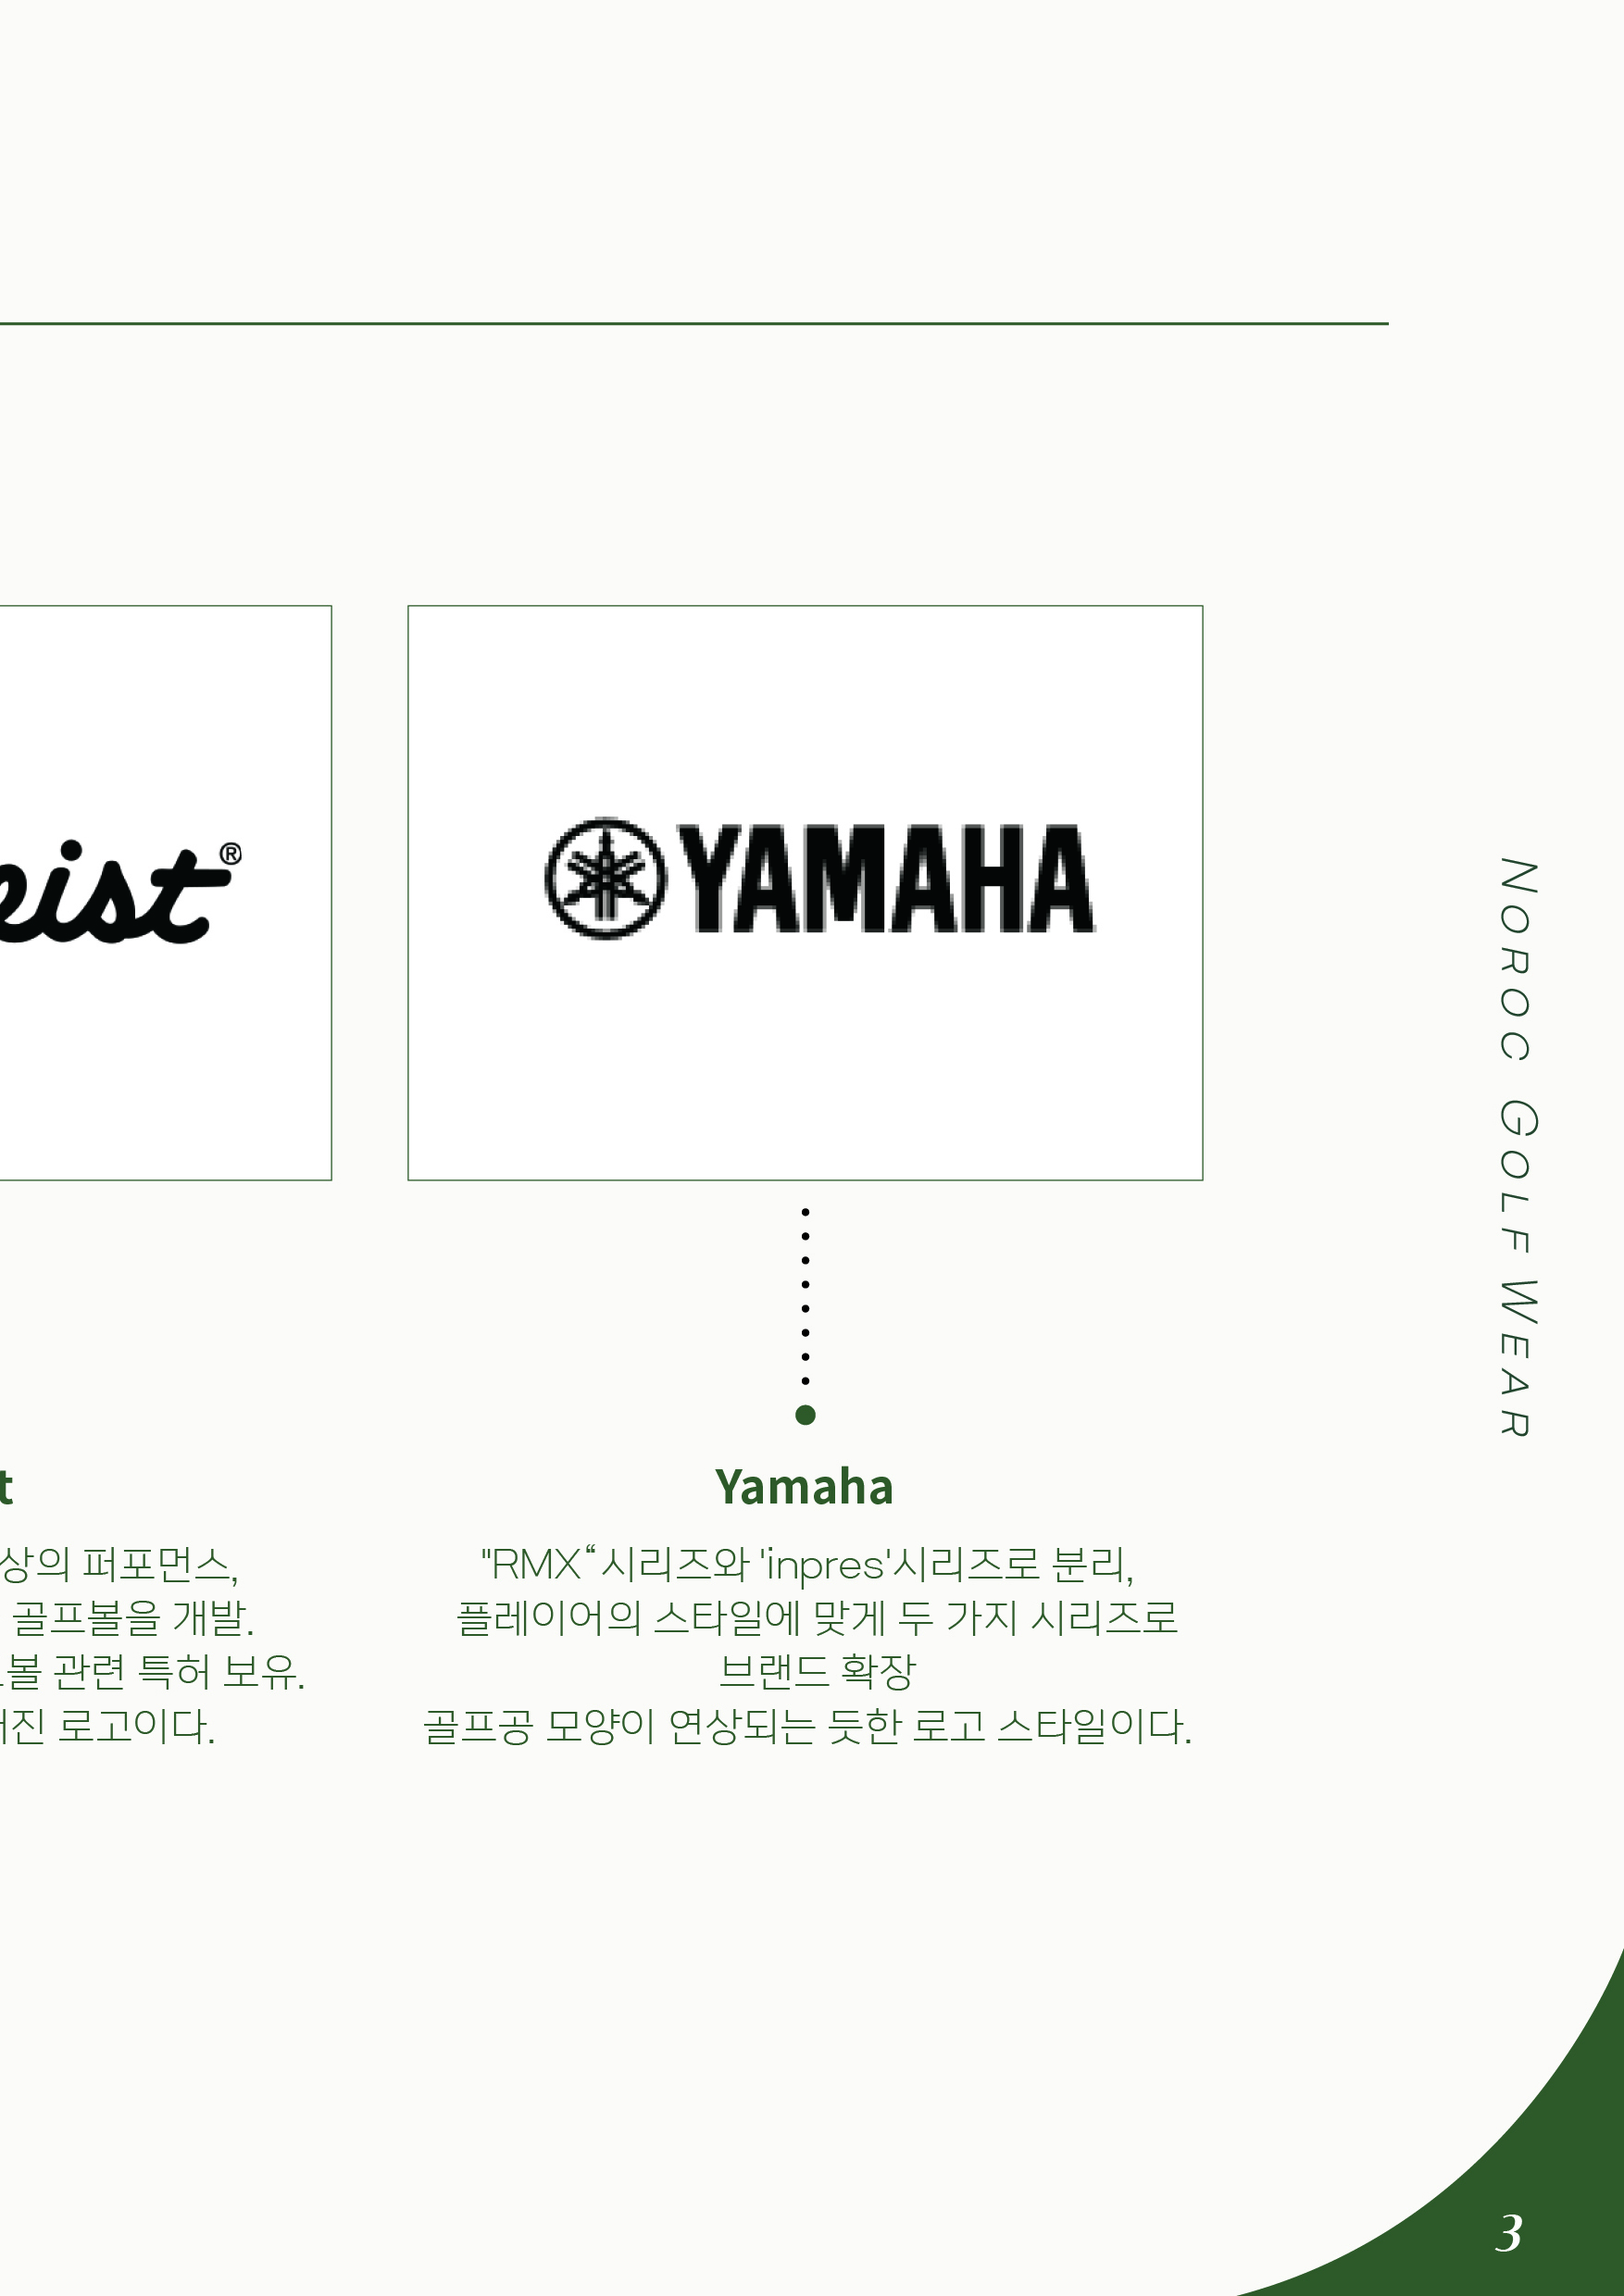 eist®
YAMAHA
t
상의 퍼포먼스,
골프볼을 개발.
볼 관련 특허 보유.
진 로고이다.
Yamaha
"RMX“ 시리즈와 'inpres'시리즈로 분리,
플레이어의 스타일에 맞게 두 가지 시리즈로
브랜드 확장
골프공 모양이 연상되는 듯한 로고 스타일이다.
NOROC GOLF WEAR
3